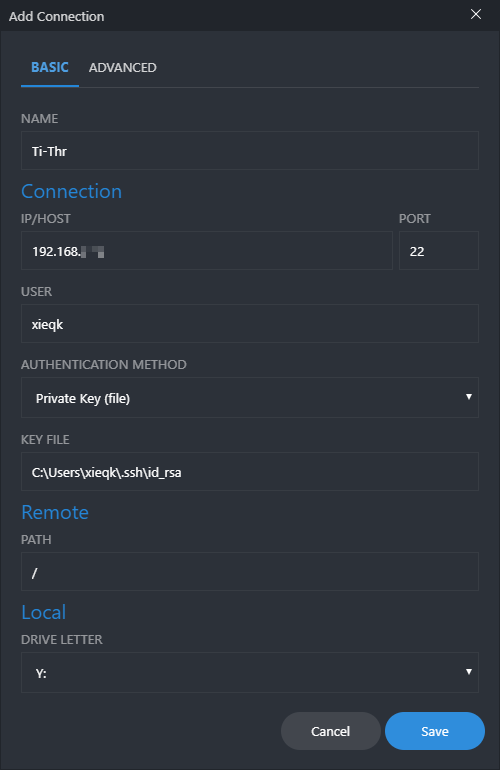 Add Connection
BASIC ADVANCED
NAME
Ti-Thr
Connection
IP/HOST PORT
192.168. 22
USER
xieqk
AUTHENTICATION METHOD
Private Key (file)
KEY FILE
C:\Users\xieqk\.ssh\id_rsa
Remote
PATH
/
Local
DRIVE LETTER
Y:
Cancel Save